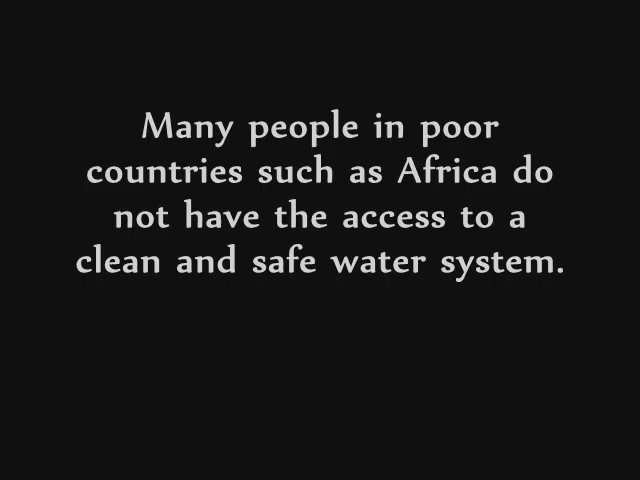 Many people in poor
countries such as Africa do
not have the access to a
clean and safe water system.